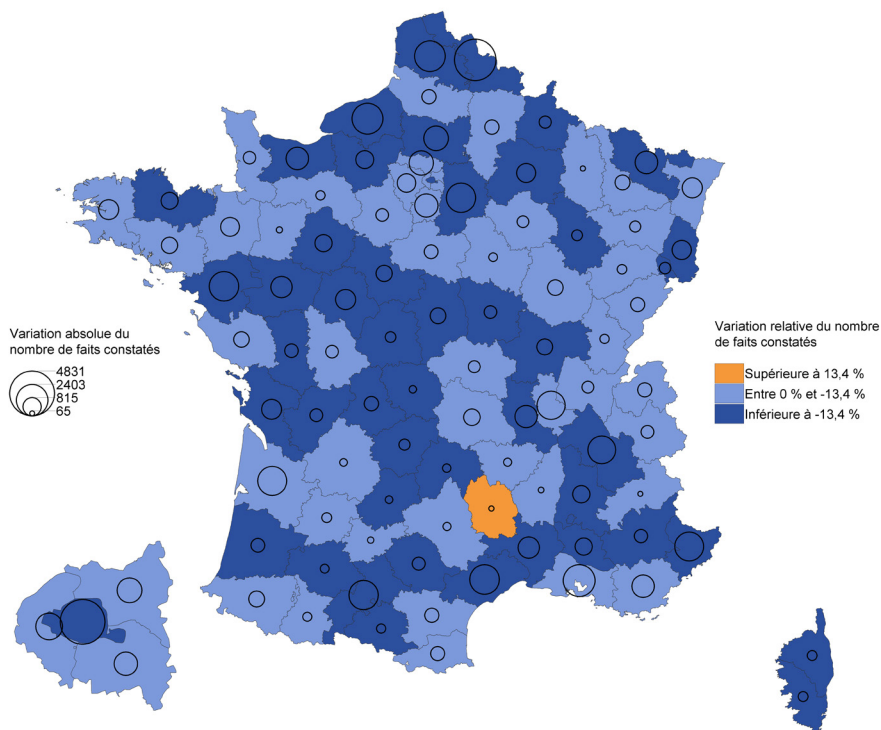 Variation absolue du
nombre de faits constatés
4831
2403
815
65
Variation relative du nombre
de faits constatés
Supérieure à 13,4 %
Entre 0 % et -13,4 %
Inférieure à -13,4 %